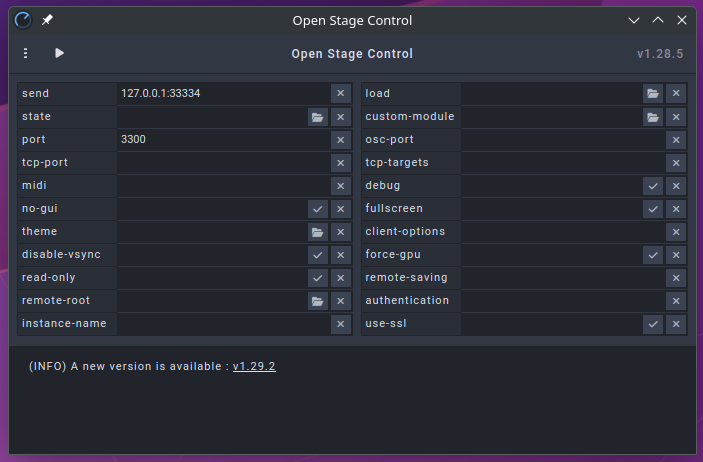 Open Stage Control
Open Stage Control
v1.28.5
send 127.0.0.1:33334
state
port 3300
tcp-port
midi
no-gui
theme
disable-vsync
read-only
remote-root
instance-name
load
custom-module
osc-port
tcp-targets
debug
fullscreen
client-options
force-gpu
remote-saving
authentication
use-ssl
(INFO) A new version is available : v1.29.2